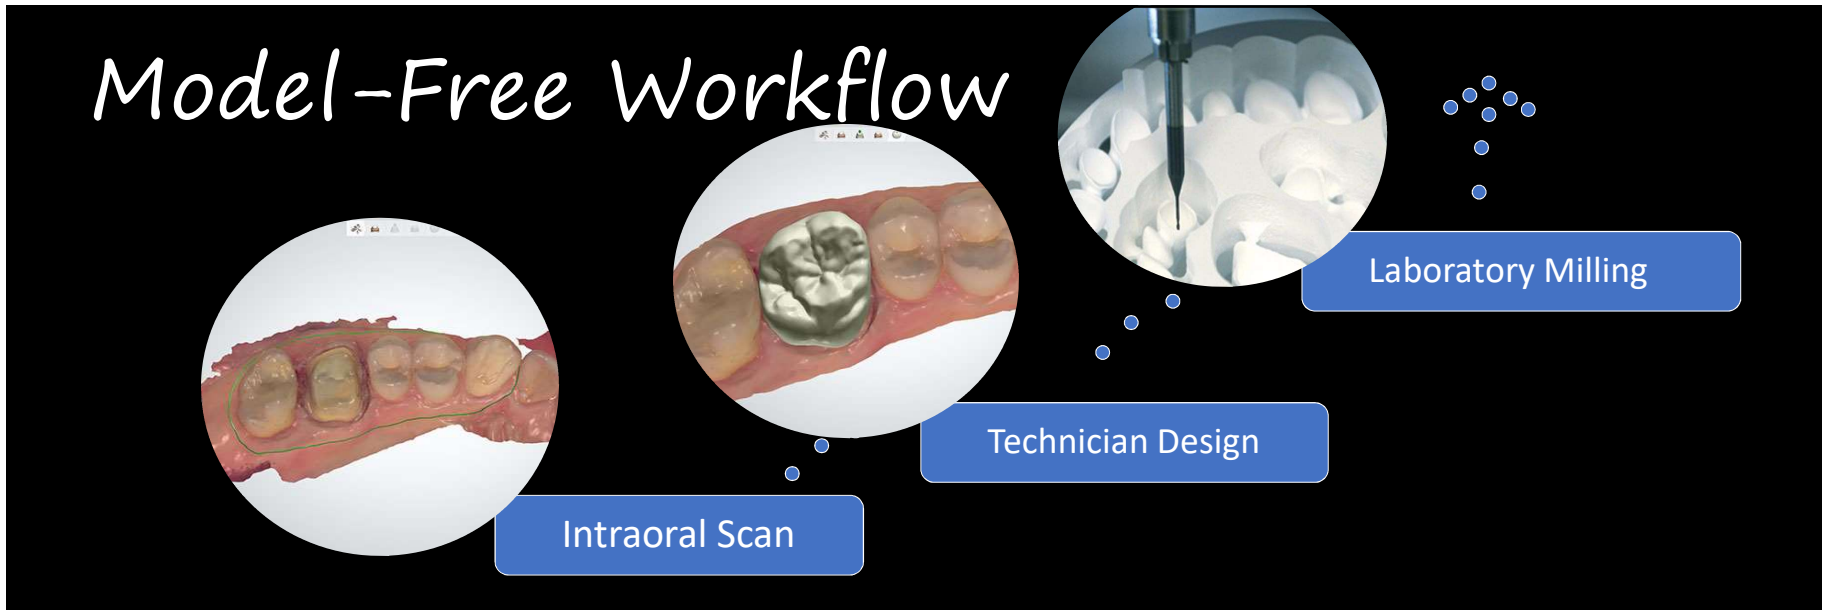 Model-Free Workflow
Laboratory Milling
Technician Design
Intraoral Scan